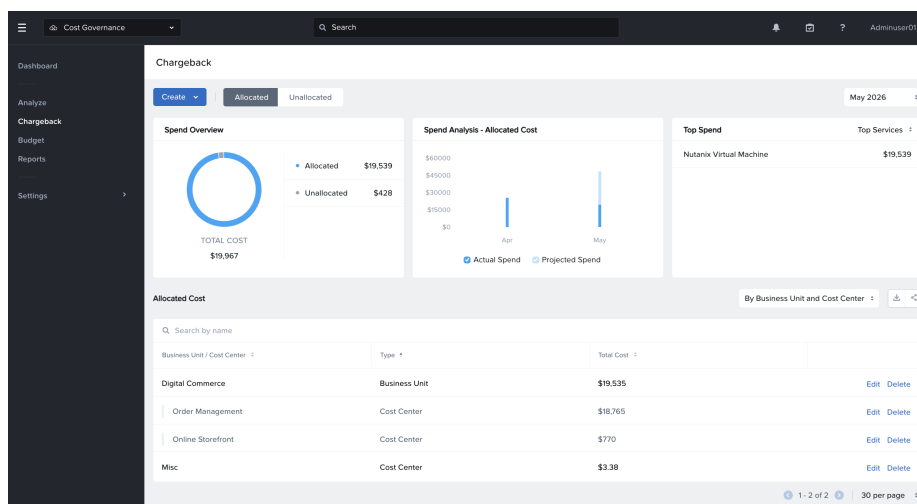 Cost Governance
Search
Adminuser01
Dashboard
Analyze
Chargeback
Budget
Reports
Settings
Chargeback
Create
Allocated
Unallocated
May 2026
Spend Overview
Allocated $19,539
Unallocated $428
TOTAL COST
$19,967
Spend Analysis - Allocated Cost
$60000
$45000
$30000
$15000
$0
Apr
May
Actual Spend
Projected Spend
Top Spend
Top Services
Nutanix Virtual Machine $19,539
Allocated Cost
By Business Unit and Cost Center
Search by name
Business Unit / Cost Center Type Total Cost
Digital Commerce Business Unit $19,535 Edit Delete
Order Management Cost Center $18,765 Edit Delete
Online Storefront Cost Center $770 Edit Delete
Misc Cost Center $3.38 Edit Delete
1 - 2 of 2 30 per page